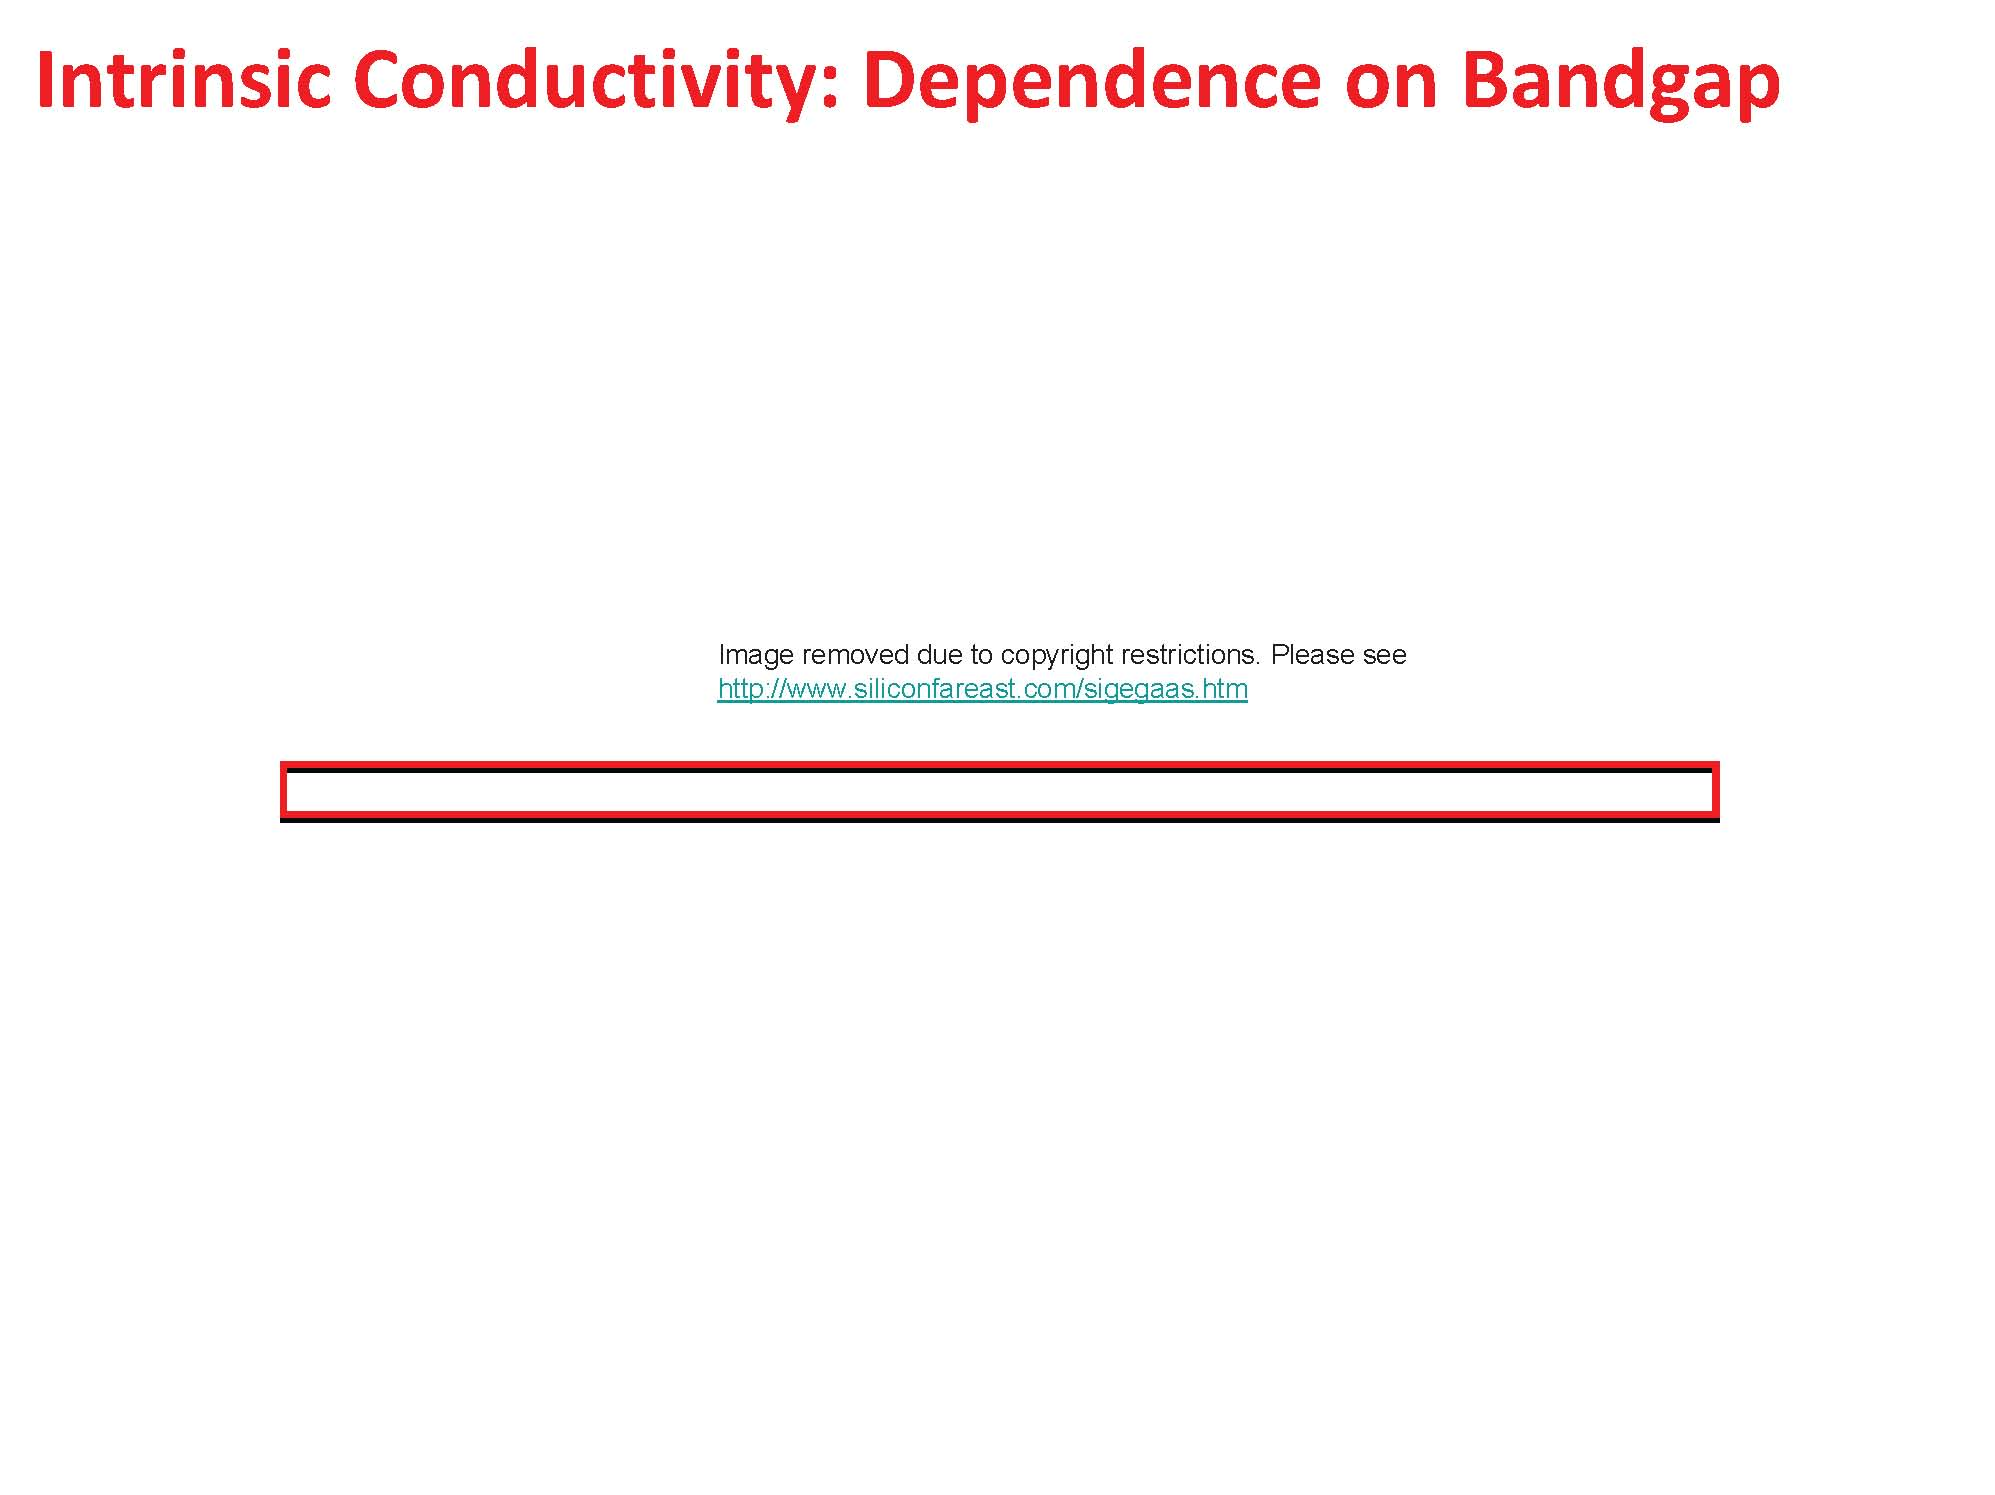 Intrinsic Conductivity: Dependence on Bandgap
Image removed due to copyright restrictions. Please see
http://www.siliconfareast.com/sigegaas.htm